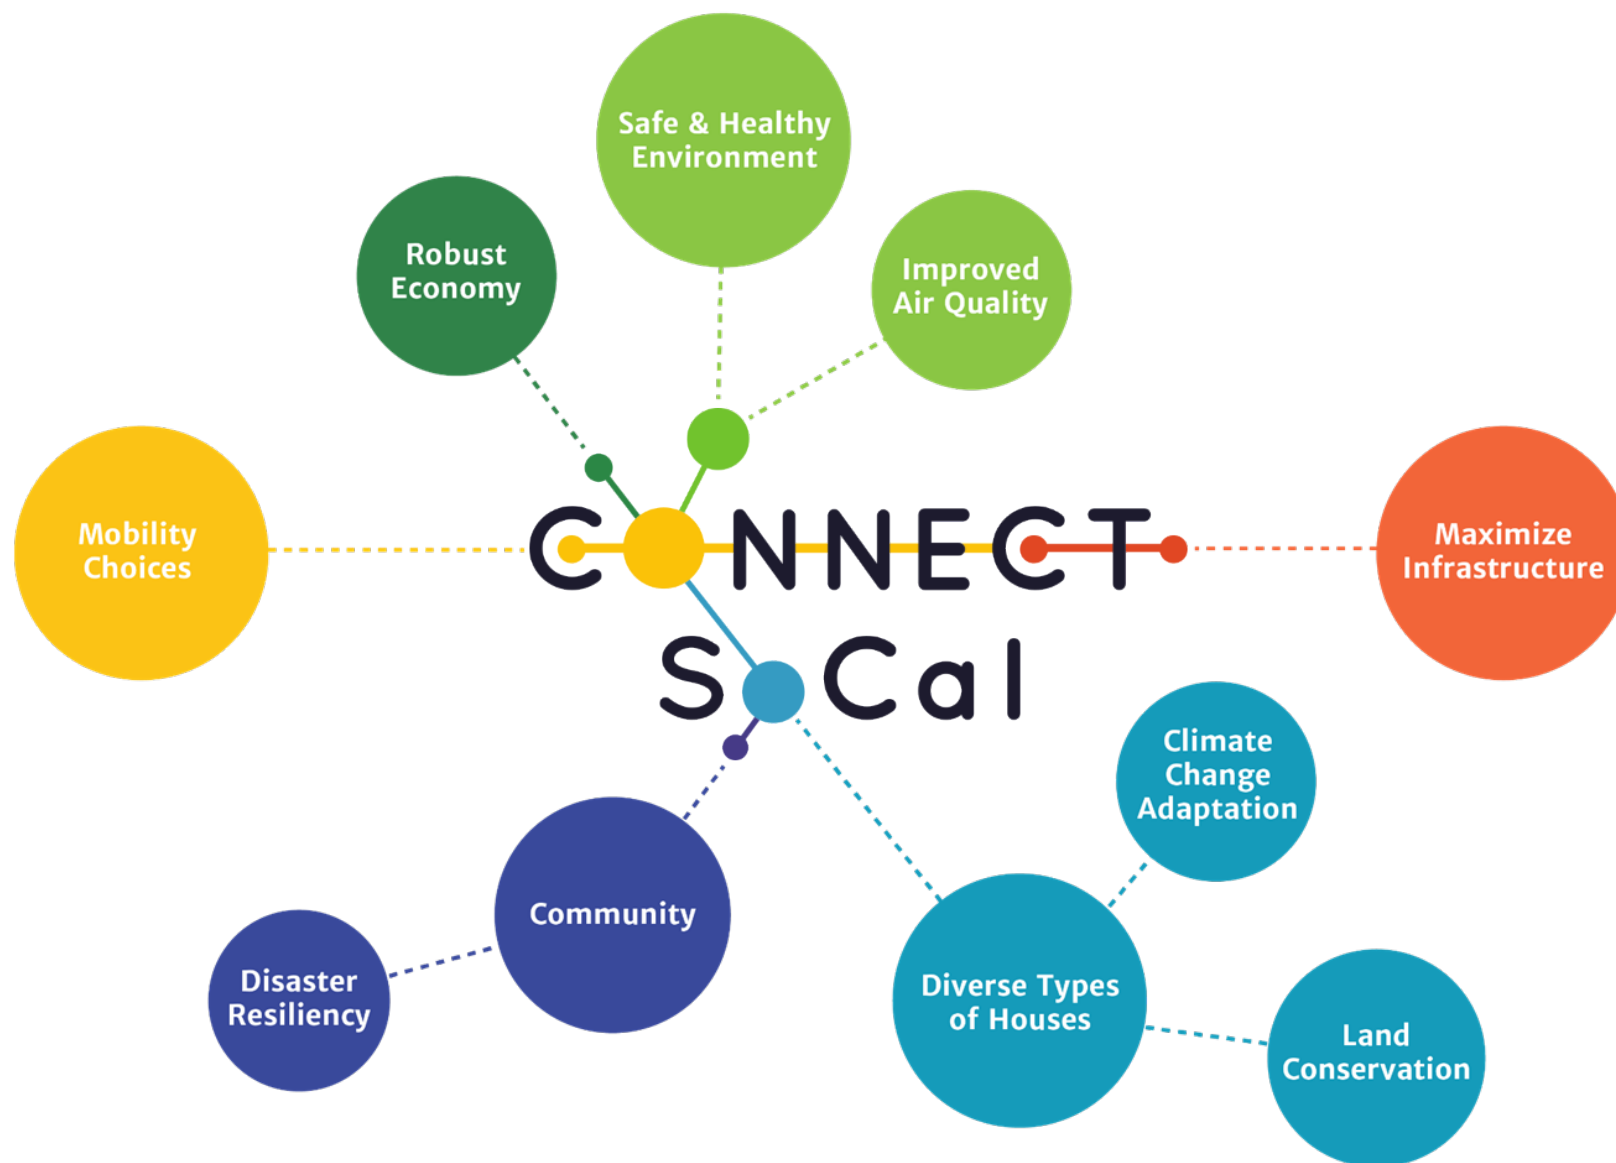 Safe & Healthy
Environment
Robust
Economy
Improved
Air Quality
Mobility
Choices
CONNECT
SoCal
Maximize
Infrastructure
Climate
Change
Adaptation
Community
Disaster
Resiliency
Diverse Types
of Houses
Land
Conservation